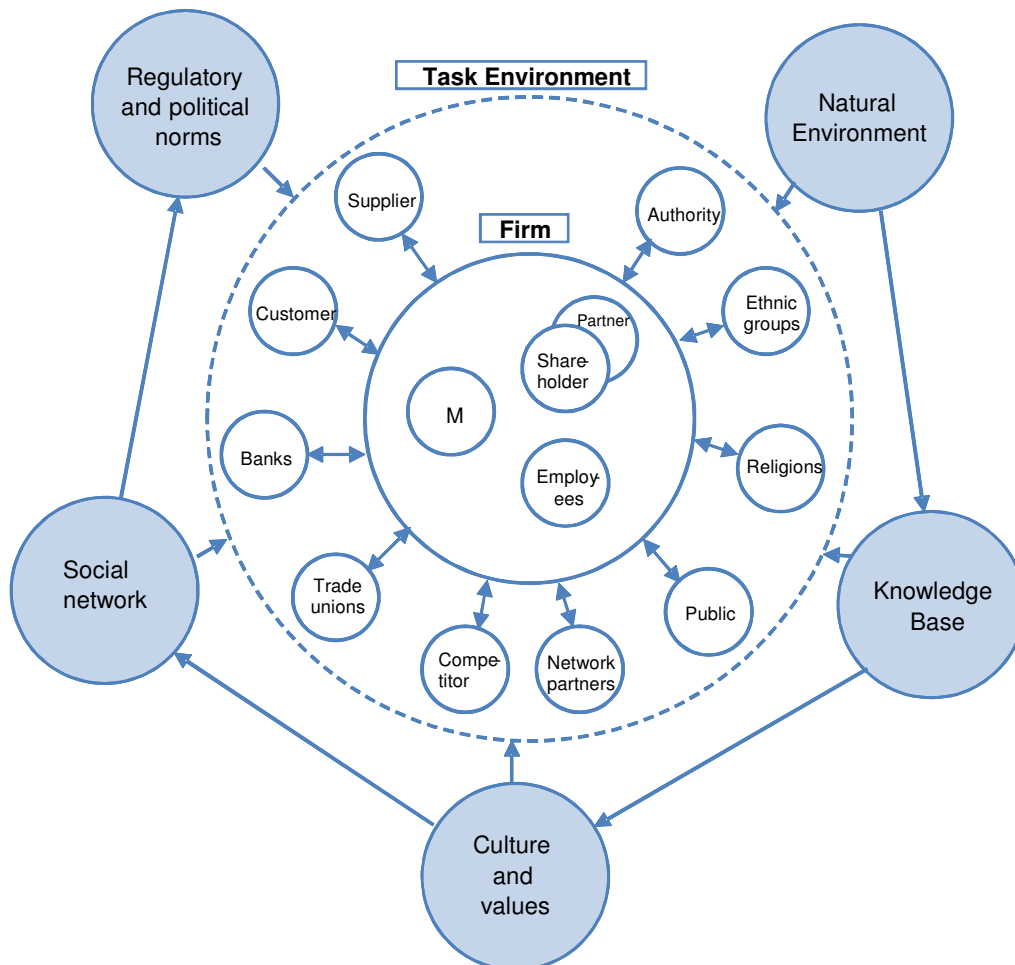 Regulatory
and political
norms
Task Environment
Natural
Environment
Supplier
Authority
Firm
Customer
Partner
Share-
holder
Ethnic
groups
M
Banks
Employ-
ees
Religions
Social
network
Trade
unions
Compe-
titor
Network
partners
Public
Knowledge
Base
Culture
and
values